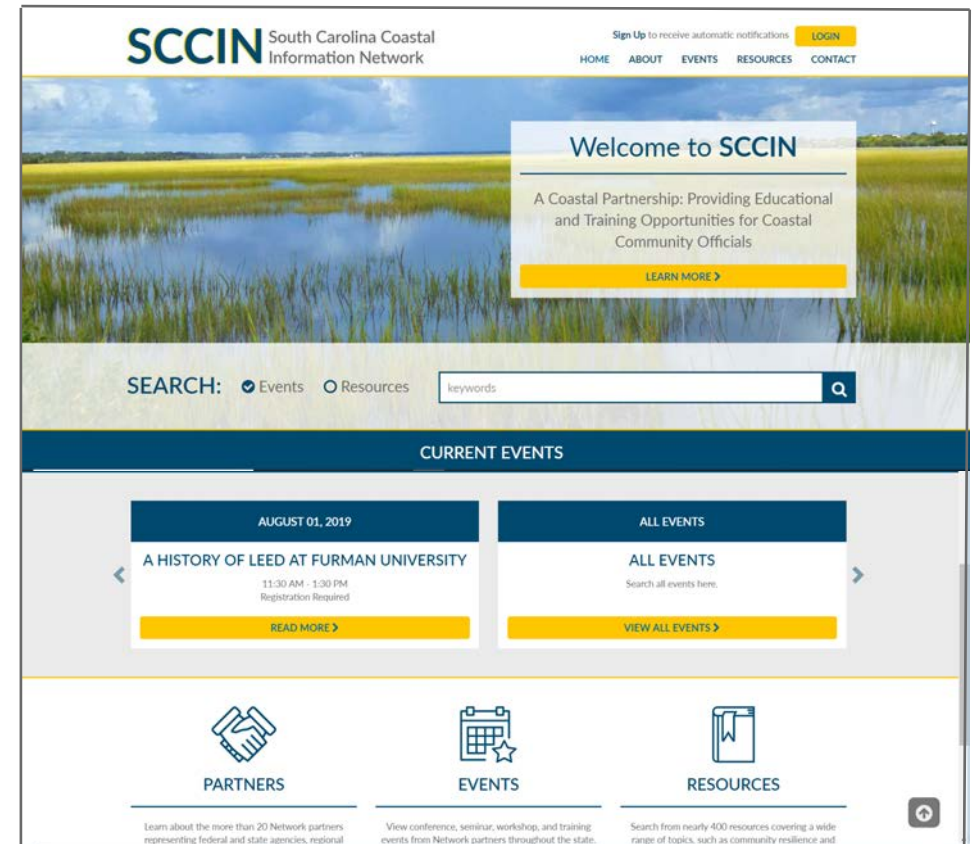 SCCIN South Carolina Coastal
Information Network
Sign Up to receive automatic notifications LOGIN
HOME ABOUT EVENTS RESOURCES CONTACT
Welcome to SCCIN
A Coastal Partnership: Providing Educational
and Training Opportunities for Coastal
Community Officials
LEARN MORE
SEARCH: Events Resources keywords
CURRENT EVENTS
AUGUST 01, 2019
A HISTORY OF LEED AT FURMAN UNIVERSITY
11:30 AM - 1:30 PM
Registration Required
READ MORE
ALL EVENTS
ALL EVENTS
Search all events here.
VIEW ALL EVENTS
PARTNERS
Learn about the more than 20 Network partners
representing federal and state agencies, regional
EVENTS
View conference, seminar, workshop, and training
events from Network partners throughout the state.
RESOURCES
Search from nearly 400 resources covering a wide
range of topics, such as community resilience and